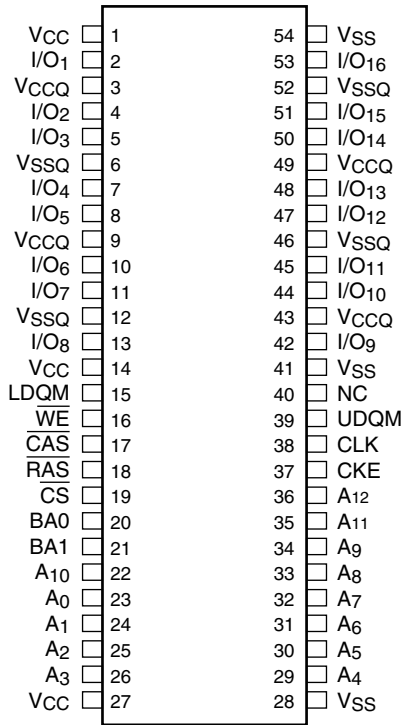 VCC 1 54 VSS
I/O1 2 53 I/O16
VCCQ 3 52 VSSQ
I/O2 4 51 I/O15
I/O3 5 50 I/O14
VSSQ 6 49 VCCQ
I/O4 7 48 I/O13
I/O5 8 47 I/O12
VCCQ 9 46 VSSQ
I/O6 10 45 I/O11
I/O7 11 44 I/O10
VSSQ 12 43 VCCQ
I/O8 13 42 I/O9
VCC 14 41 VSS
LDQM 15 40 NC
WE 16 39 UDQM
CAS 17 38 CLK
RAS 18 37 CKE
CS 19 36 A12
BA0 20 35 A11
BA1 21 34 A9
A10 22 33 A8
A0 23 32 A7
A1 24 31 A6
A2 25 30 A5
A3 26 29 A4
VCC 27 28 VSS